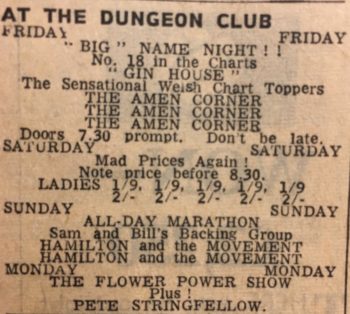 AT THE DUNGEON CLUB
FRIDAY FRIDAY
" BIG " NAME NIGHT ! !
No. 18 in the Charts
" GIN HOUSE "
The Sensational Welsh Chart Toppers
THE AMEN CORNER
THE AMEN CORNER
THE AMEN CORNER
Doors 7.30 prompt. Don't be late.
SATURDAY SATURDAY
Mad Prices Again !
Note price before 8.30.
LADIES 1/9, 1/9, 1/9, 1/9, 1/9
2/- 2/- 2/- 2/- 2/-
SUNDAY SUNDAY
ALL-DAY MARATHON
Sam and Bill's Backing Group
HAMILTON and the MOVEMENT
HAMILTON and the MOVEMENT
MONDAY MONDAY
THE FLOWER POWER SHOW
Plus !
PETE STRINGFELLOW.